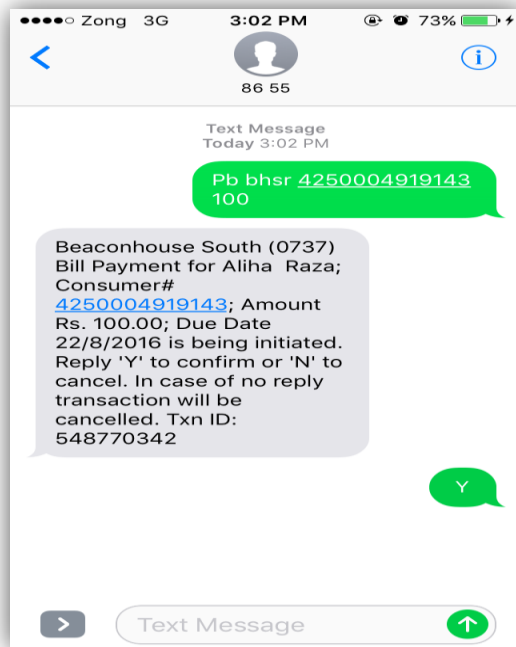 Zong 3G 3:02 PM 73%
86 55
Text Message
Today 3:02 PM
Pb bhsr 4250004919143
100
Beaconhouse South (0737)
Bill Payment for Aliha Raza;
Consumer#
4250004919143; Amount
Rs. 100.00; Due Date
22/8/2016 is being initiated.
Reply 'Y' to confirm or 'N' to
cancel. In case of no reply
transaction will be
cancelled. Txn ID:
548770342
Y
Text Message